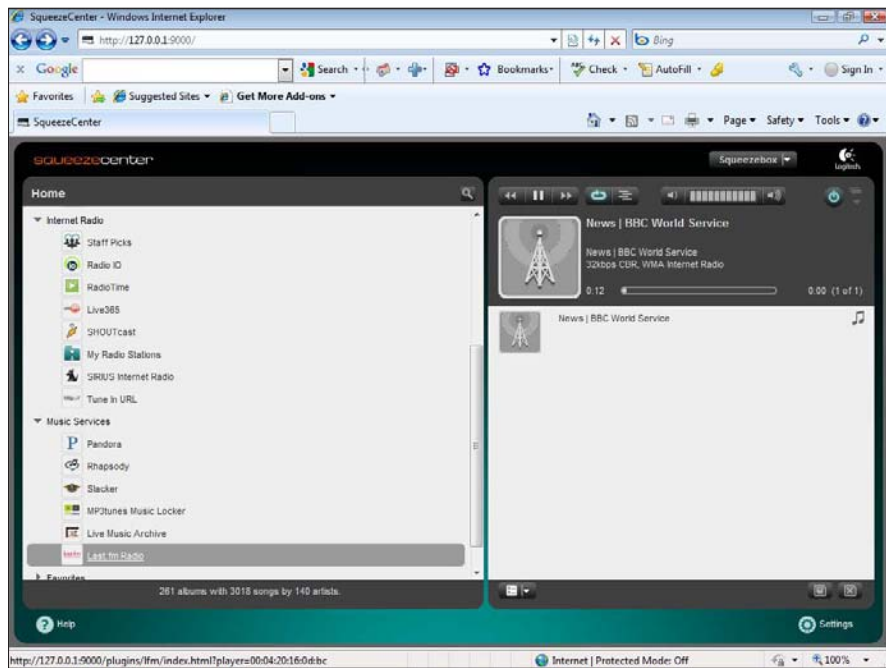 SqueezeCenter - Windows Internet Explorer
http://127.0.0.1:9000/
Bing
x Google Search Bookmarks Check AutoFill Sign In
Favorites Suggested Sites Get More Add-ons
SqueezeCenter Page Safety Tools
squeezecenter Squeezebox logitech
Home
Internet Radio
Staff Picks
Radio IO
RadioTime
Live365
SHOUTcast
My Radio Stations
SIRIUS Internet Radio
Tune In URL
Music Services
Pandora
Rhapsody
Slacker
MP3tunes Music Locker
Live Music Archive
Last.fm Radio
Favorites
261 albums with 3018 songs by 140 artists.
News | BBC World Service
News | BBC World Service
32kbps CBR, WMA Internet Radio
0:12 0:00 (1 of 1)
News | BBC World Service
Help Settings
http://127.0.0.1:9000/plugins/lfm/index.html?player=00:04:20:16:0d:bc Internet | Protected Mode: Off 100%